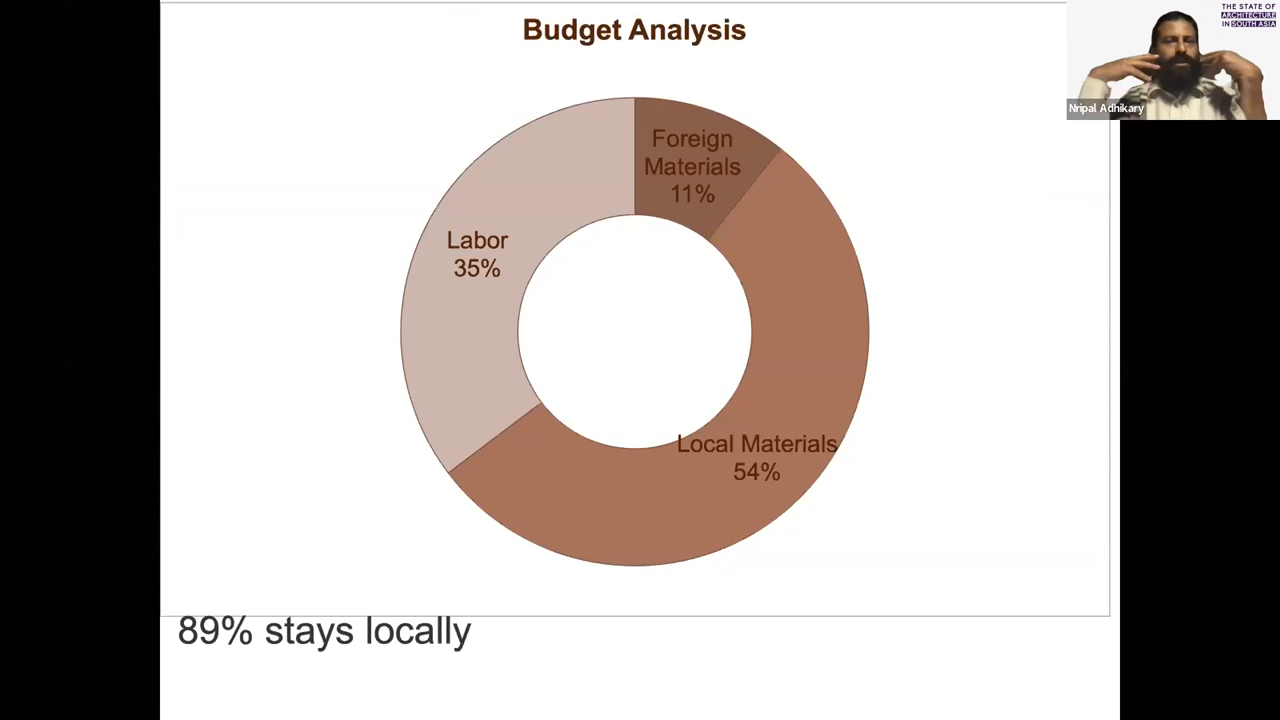 Budget Analysis
THE STATE OF
ARCHITECTURE
IN SOUTH ASIA
Nripal Adhikary
Foreign
Materials
11%
Labor
35%
Local Materials
54%
89% stays locally